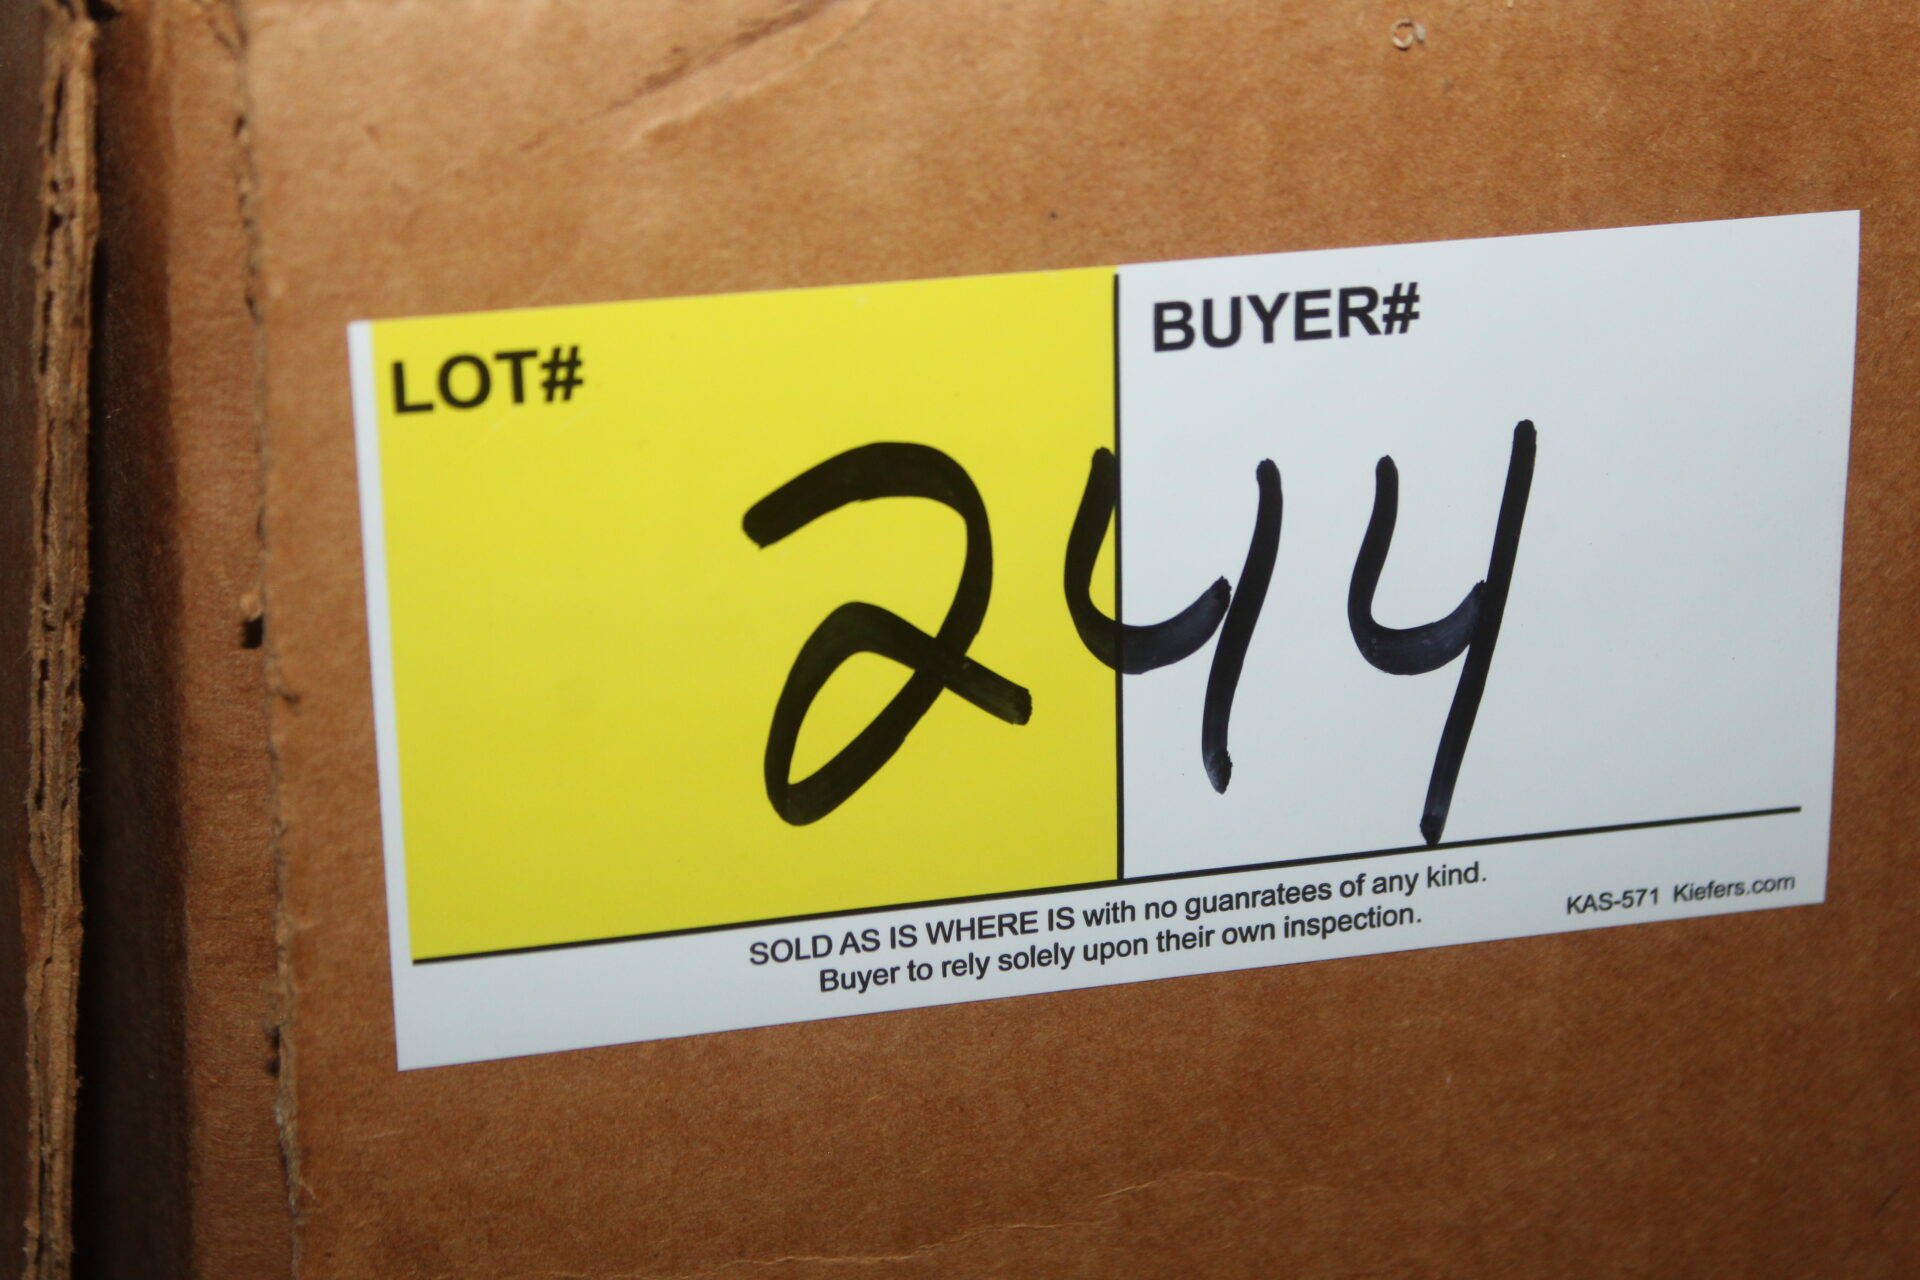 LOT#
BUYER#
244
SOLD AS IS WHERE IS with no guanratees of any kind.
Buyer to rely solely upon their own inspection.
KAS-571 Kiefers.com